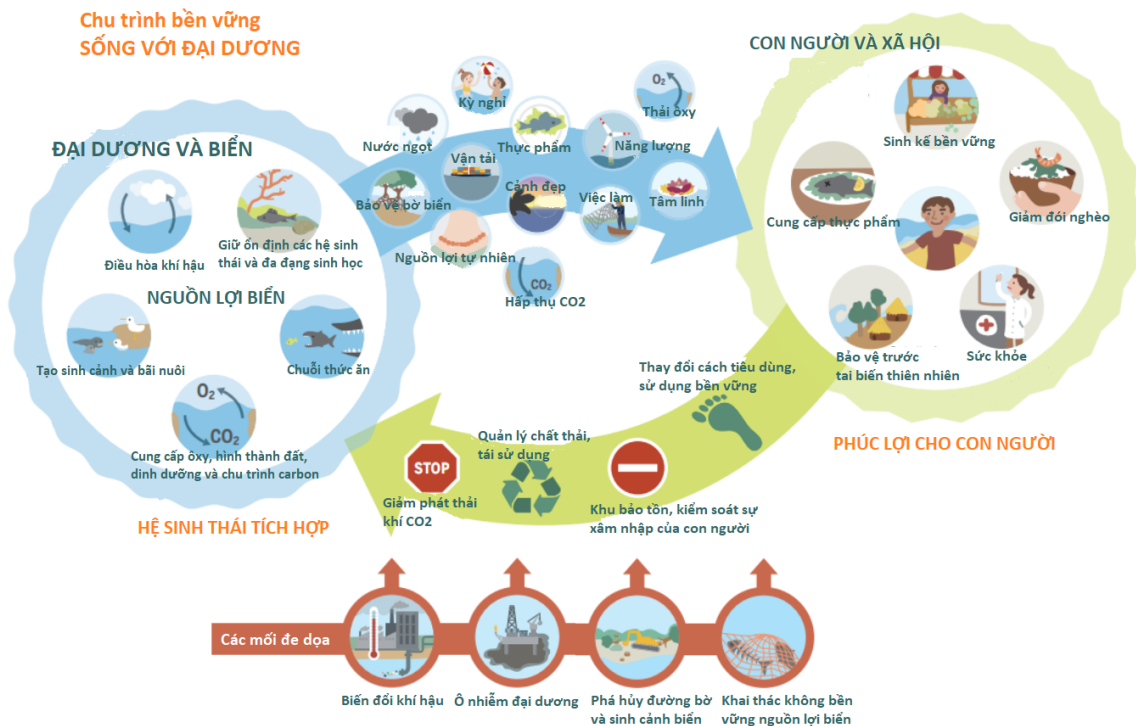 Chu trình bền vững
SỐNG VỚI ĐẠI DƯƠNG
ĐẠI DƯƠNG VÀ BIỂN
Điều hòa khí hậu
Giữ ổn định các hệ sinh
thái và đa đạng sinh học
NGUỒN LỢI BIỂN
Tạo sinh cảnh và bãi nuôi
Chuỗi thức ăn
O₂
CO₂
Cung cấp ôxy, hình thành đất,
dinh dưỡng và chu trình carbon
HỆ SINH THÁI TÍCH HỢP
Kỳ nghỉ
O₂
Thải ôxy
Nước ngọt
Thực phẩm
Năng lượng
Vận tải
Cảnh đẹp
Bảo vệ bờ biển
Việc làm
Tâm linh
Nguồn lợi tự nhiên
CO₂
Hấp thụ CO2
CON NGƯỜI VÀ XÃ HỘI
Sinh kế bền vững
Cung cấp thực phẩm
Giảm đói nghèo
Bảo vệ trước
tai biến thiên nhiên
Sức khỏe
PHÚC LỢI CHO CON NGƯỜI
Thay đổi cách tiêu dùng,
sử dụng bền vững
Quản lý chất thải,
tái sử dụng
STOP
Giảm phát thải
khí CO2
Khu bảo tồn, kiểm soát sự
xâm nhập của con người
Các mối đe dọa
Biến đổi khí hậu
Ô nhiễm đại dương
Phá hủy đường bờ
và sinh cảnh biển
Khai thác không bền
vững nguồn lợi biển